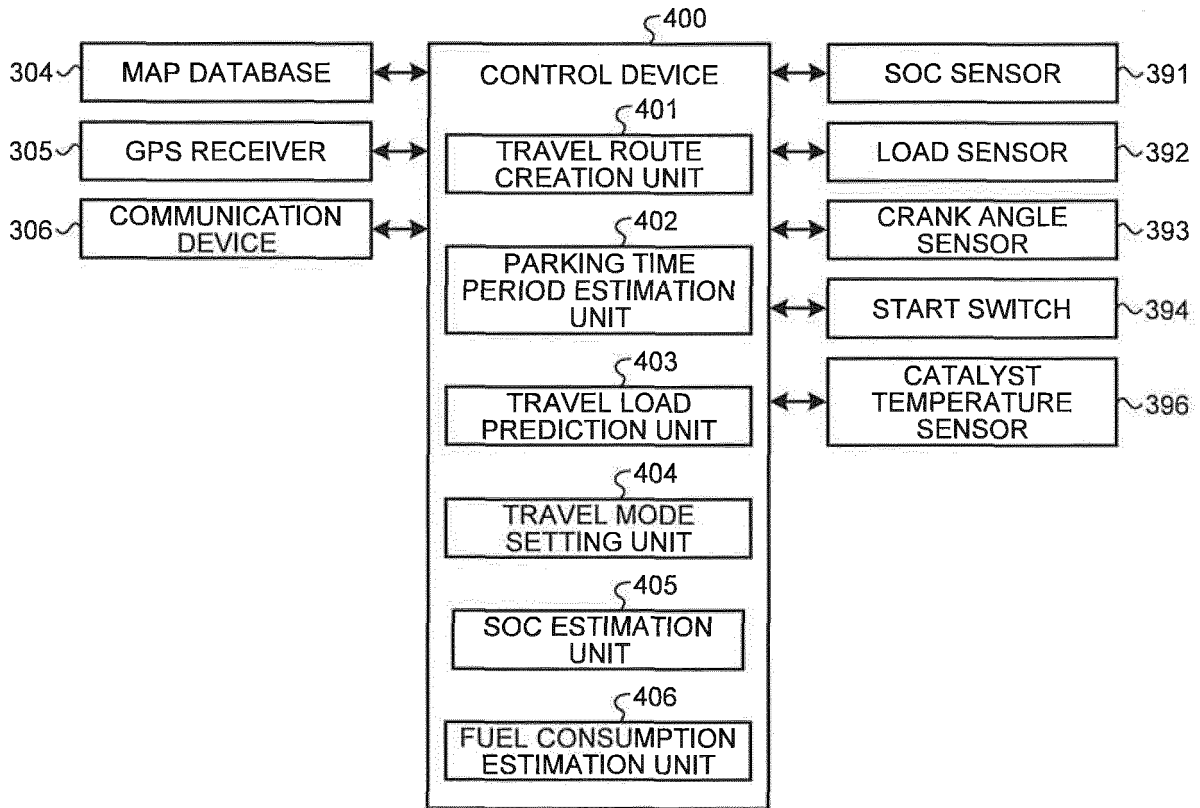 400
304
MAP DATABASE
305
GPS RECEIVER
306
COMMUNICATION
DEVICE
CONTROL DEVICE
401
TRAVEL ROUTE
CREATION UNIT
402
PARKING TIME
PERIOD ESTIMATION
UNIT
403
TRAVEL LOAD
PREDICTION UNIT
404
TRAVEL MODE
SETTING UNIT
405
SOC ESTIMATION
UNIT
406
FUEL CONSUMPTION
ESTIMATION UNIT
SOC SENSOR
391
LOAD SENSOR
392
CRANK ANGLE
SENSOR
393
START SWITCH
394
CATALYST
TEMPERATURE
SENSOR
396